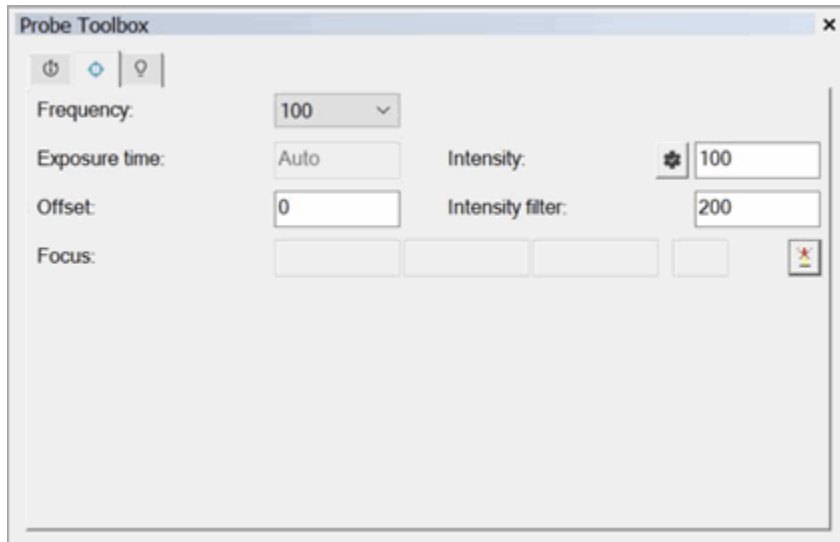 Probe Toolbox
Frequency: 100
Exposure time: Auto Intensity: 100
Offset: 0 Intensity filter: 200
Focus: